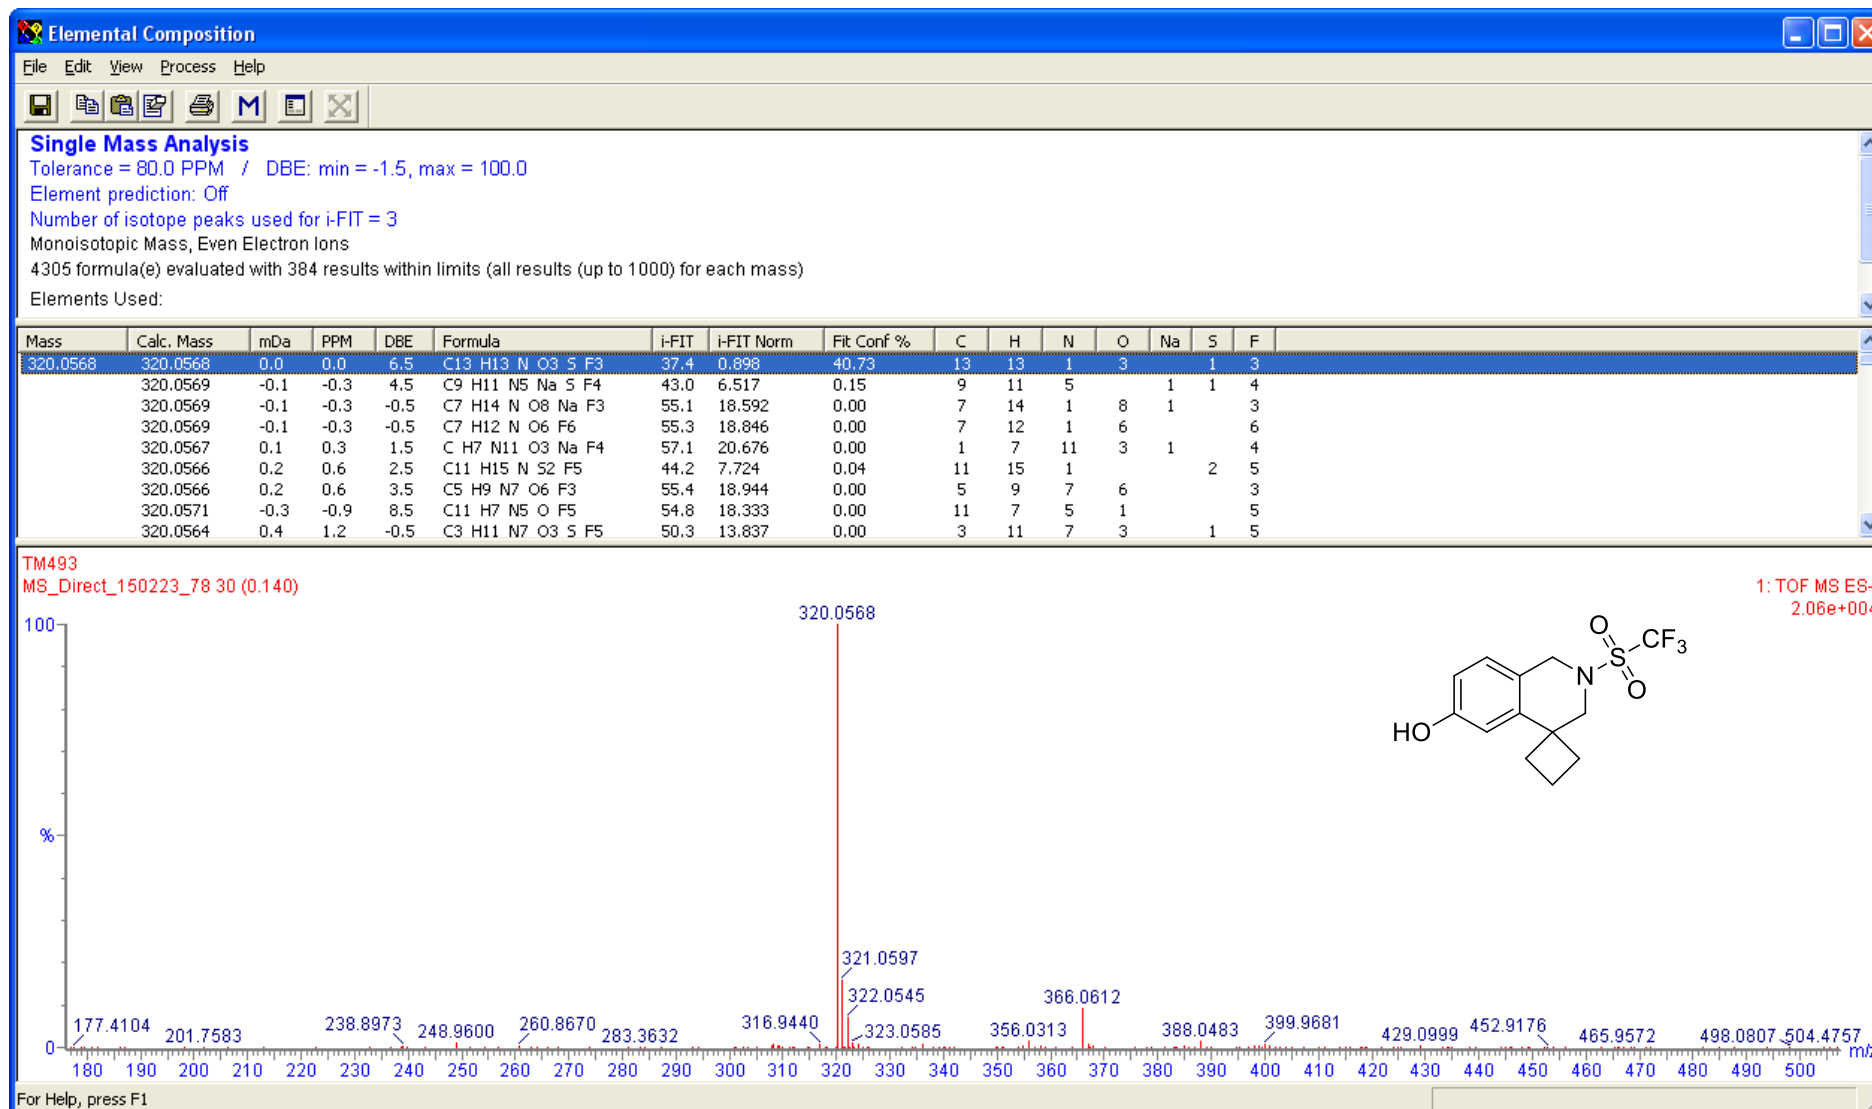 Elemental Composition
File Edit View Process Help
M
Single Mass Analysis
Tolerance = 80.0 PPM / DBE: min = -1.5, max = 100.0
Element prediction: Off
Number of isotope peaks used for i-FIT = 3
Monoisotopic Mass, Even Electron Ions
4305 formula(e) evaluated with 384 results within limits (all results (up to 1000) for each mass)
Elements Used:
Mass Calc. Mass mDa PPM DBE Formula i-FIT i-FIT Norm Fit Conf % C H N O Na S F
320.0568 320.0568 0.0 0.0 6.5 C13 H13 N O3 S F3 37.4 0.898 40.73 13 13 1 3 1 3
320.0569 -0.1 -0.3 4.5 C9 H11 N5 Na S F4 43.0 6.517 0.15 9 11 5 1 1 4
320.0569 -0.1 -0.3 -0.5 C7 H14 N O8 Na F3 55.1 18.592 0.00 7 14 1 8 1 3
320.0569 -0.1 -0.3 -0.5 C7 H12 N O6 F6 55.3 18.846 0.00 7 12 1 6 6
320.0567 0.1 0.3 1.5 C H7 N11 O3 Na F4 57.1 20.676 0.00 1 7 11 3 1 4
320.0566 0.2 0.6 2.5 C11 H15 N S2 F5 44.2 7.724 0.04 11 15 1 2 5
320.0566 0.2 0.6 3.5 C5 H9 N7 O6 F3 55.4 18.944 0.00 5 9 7 6 3
320.0571 -0.3 -0.9 8.5 C11 H7 N5 O F5 54.8 18.333 0.00 11 7 5 1 5
320.0564 0.4 1.2 -0.5 C3 H11 N7 O3 S F5 50.3 13.837 0.00 3 11 7 3 1 5
TM493
MS_Direct_150223_78 30 (0.140)
1: TOF MS ES-
2.06e+004
320.0568
100
O
S CF3
N
O
HO
%
321.0597
322.0545
366.0612
177.4104 201.7583 238.8973 248.9600 260.8670 283.3632 316.9440 323.0585 356.0313 388.0483 399.9681 429.0999 452.9176 465.9572 498.0807 504.4757
0
m/z
180 190 200 210 220 230 240 250 260 270 280 290 300 310 320 330 340 350 360 370 380 390 400 410 420 430 440 450 460 470 480 490 500
For Help, press F1